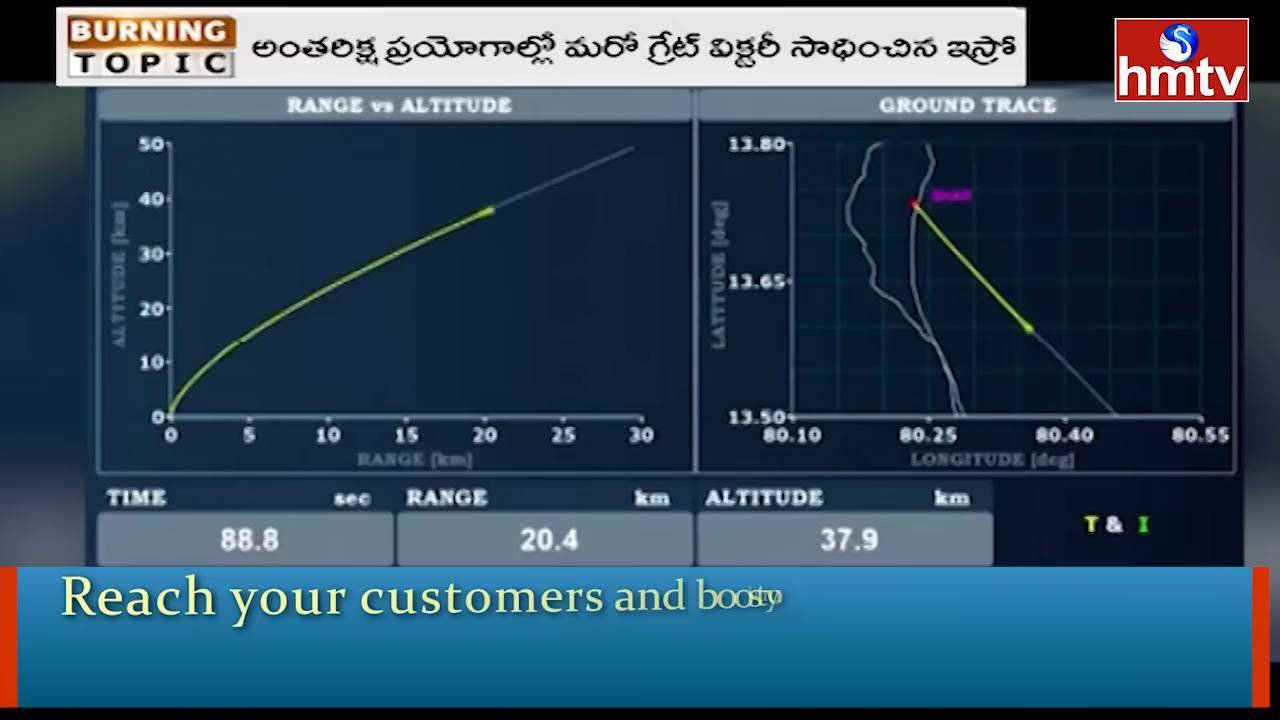 BURNING
TOPIC
అంతరిక్ష ప్రయోగాల్లో మరో గ్రేట్ విక్టరీ సాధించిన ఇస్రో
hmtv
RANGE vs ALTITUDE
50
40
30
20
10
0
ALTITUDE [km]
0 5 10 15 20 25 30
RANGE [km]
GROUND TRACE
13.80
13.65
13.50
LATITUDE [deg]
SHAR
80.10 80.25 80.40 80.55
LONGITUDE [deg]
TIME sec RANGE km ALTITUDE km
88.8 20.4 37.9
T & I
Reach your customers and